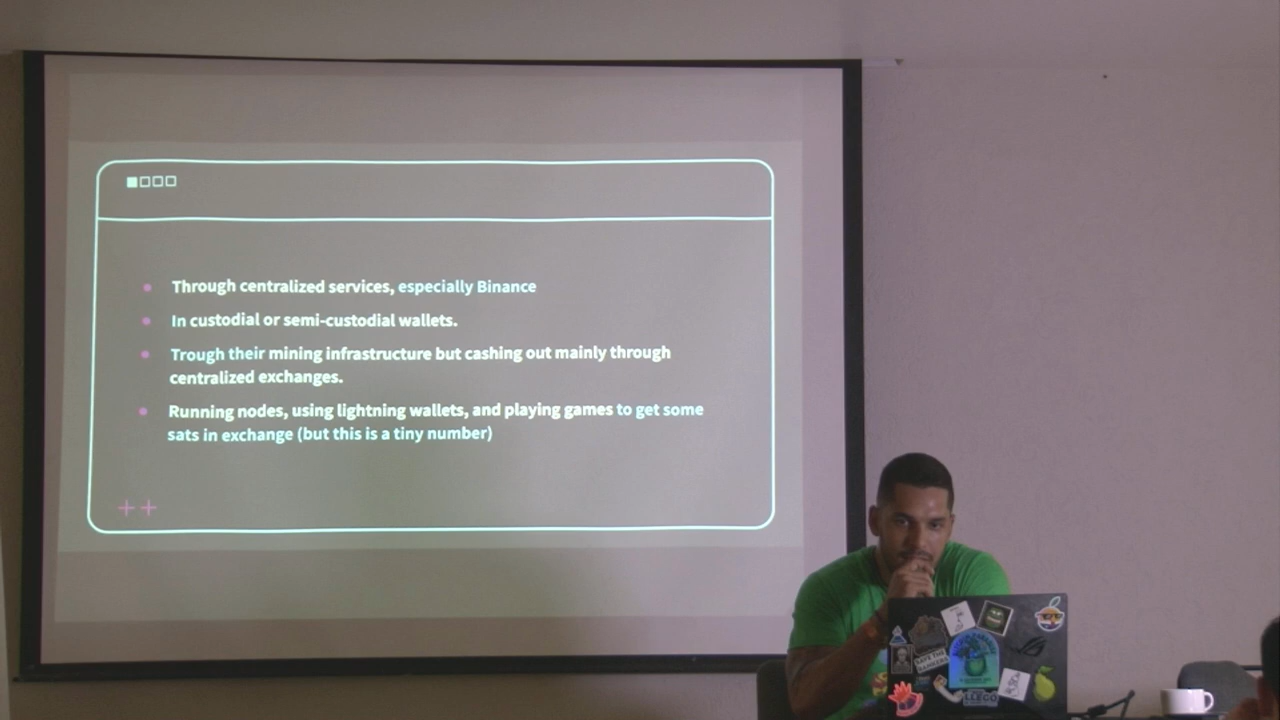 Through centralized services, especially Binance
In custodial or semi-custodial wallets.
Trough their mining infrastructure but cashing out mainly through
centralized exchanges.
Running nodes, using lightning wallets, and playing games to get some
sats in exchange (but this is a tiny number)